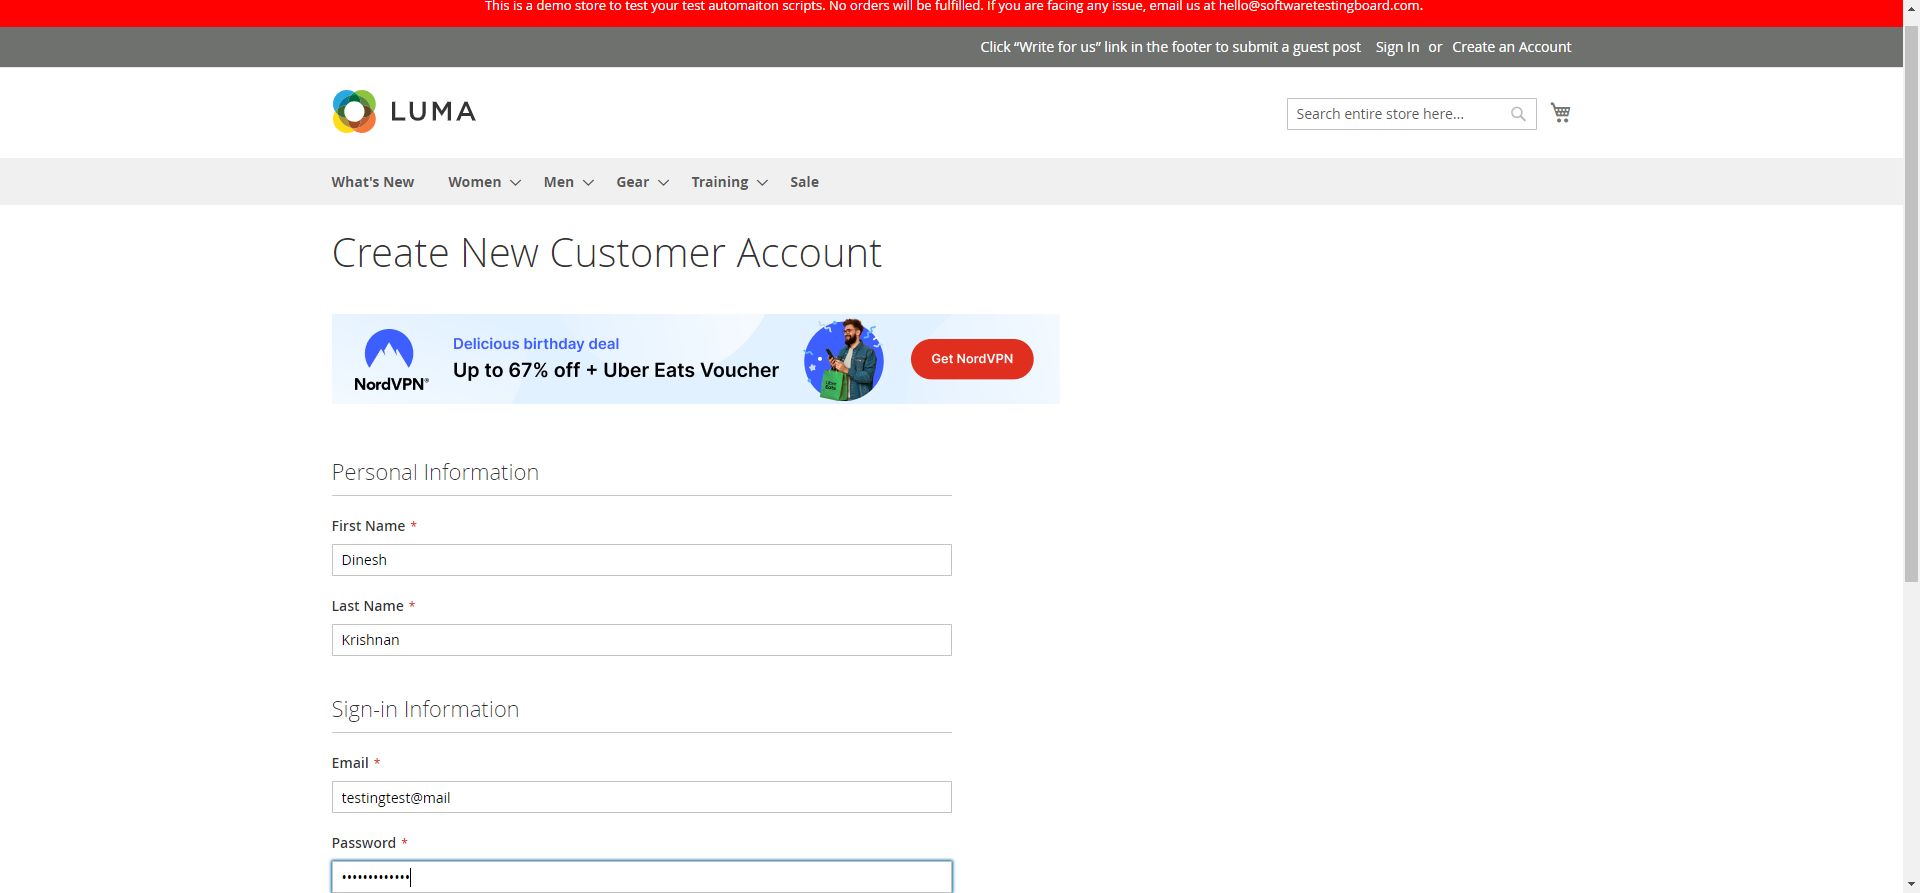 This is a demo store to test your test automaiton scripts. No orders will be fulfilled. If you are facing any issue, email us at hello@softwaretestingboard.com.
Click “Write for us” link in the footer to submit a guest post Sign In or Create an Account
LUMA
Search entire store here...
What's New Women Men Gear Training Sale
Create New Customer Account
NordVPN®
Delicious birthday deal
Up to 67% off + Uber Eats Voucher
Uber
Eats
Get NordVPN
Personal Information
First Name *
Dinesh
Last Name *
Krishnan
Sign-in Information
Email *
testingtest@mail
Password *
•••••••••••••